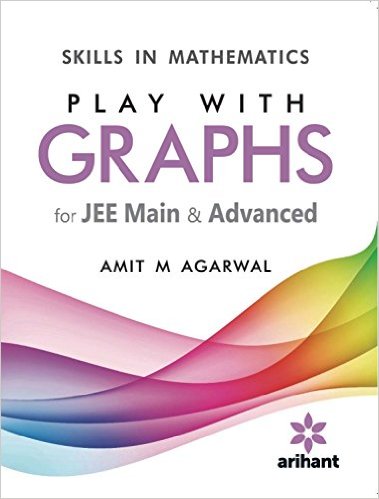 SKILLS IN MATHEMATICS
PLAY WITH
GRAPHS
for JEE Main & Advanced
AMIT M AGARWAL
arihant